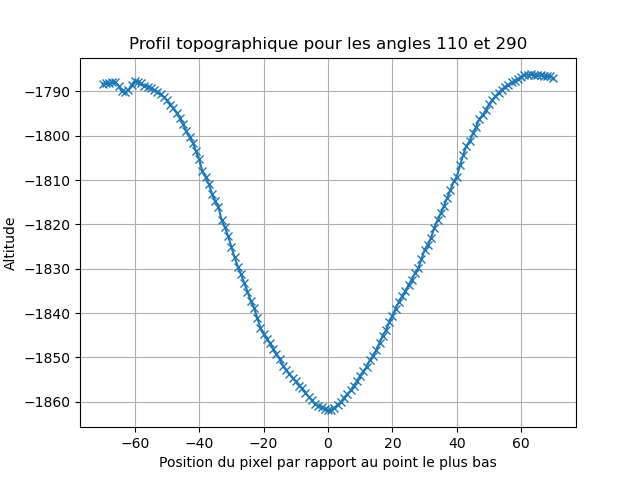 Profil topographique pour les angles 110 et 290
−1790
−1800
−1810
−1820
−1830
−1840
−1850
−1860
Altitude
−60 −40 −20 0 20 40 60
Position du pixel par rapport au point le plus bas